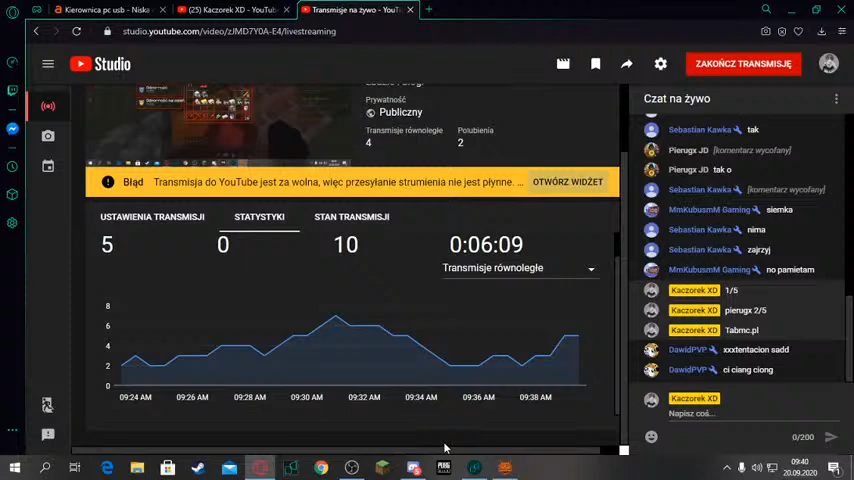 Kierownica pc usb - Niska
(25) Kaczorek XD - YouTub
Transmisje na żywo - YouT
studio.youtube.com/video/zJMD7Y0A-E4/livestreaming
Studio
ZAKOŃCZ TRANSMISJĘ
Prywatność
Publiczny
Transmisje równoległe
Polubienia
4
2
Błąd
Transmisja do YouTube jest za wolna, więc przesyłanie strumienia nie jest płynne. ...
OTWÓRZ WIDŻET
USTAWIENIA TRANSMISJI
STATYSTYKI
STAN TRANSMISJI
5
0
10
0:06:09
Transmisje równoległe
8
6
4
2
0
09:24 AM
09:26 AM
09:28 AM
09:30 AM
09:32 AM
09:34 AM
09:36 AM
09:38 AM
Czat na żywo
Sebastian Kawka tak
Pierugx JD [komentarz wycofany]
Pierugx JD tak o
Sebastian Kawka [komentarz wycofany]
MmKubusmM Gaming siemka
Sebastian Kawka nima
Sebastian Kawka zajrzyj
MmKubusmM Gaming no pamietam
Kaczorek XD 1/5
Kaczorek XD pierugx 2/5
Kaczorek XD Tabmc.pl
DawidPVP xxxtentacion sadd
DawidPVP ci ciang ciong
Kaczorek XD
Napisz coś...
0/200
PUBG
09:40
20.09.2020